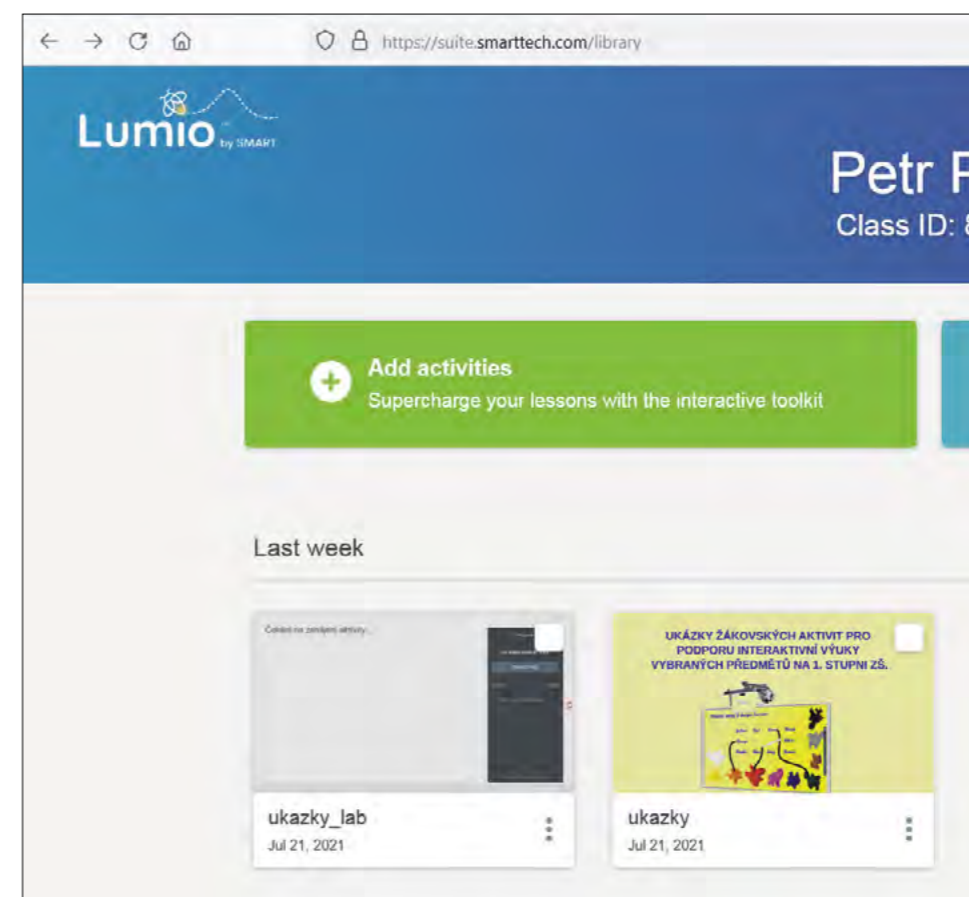 https://suite.smarttech.com/library
Lumio
by SMART
Petr
Class ID:
Add activities
Supercharge your lessons with the interactive toolkit
Last week
UKÁZKY ŽÁKOVSKÝCH AKTIVIT PRO
PODPORU INTERAKTIVNÍ VÝUKY
VYBRANÝCH PŘEDMĚTŮ NA 1. STUPNI ZŠ.
ukazky_lab
Jul 21, 2021
ukazky
Jul 21, 2021